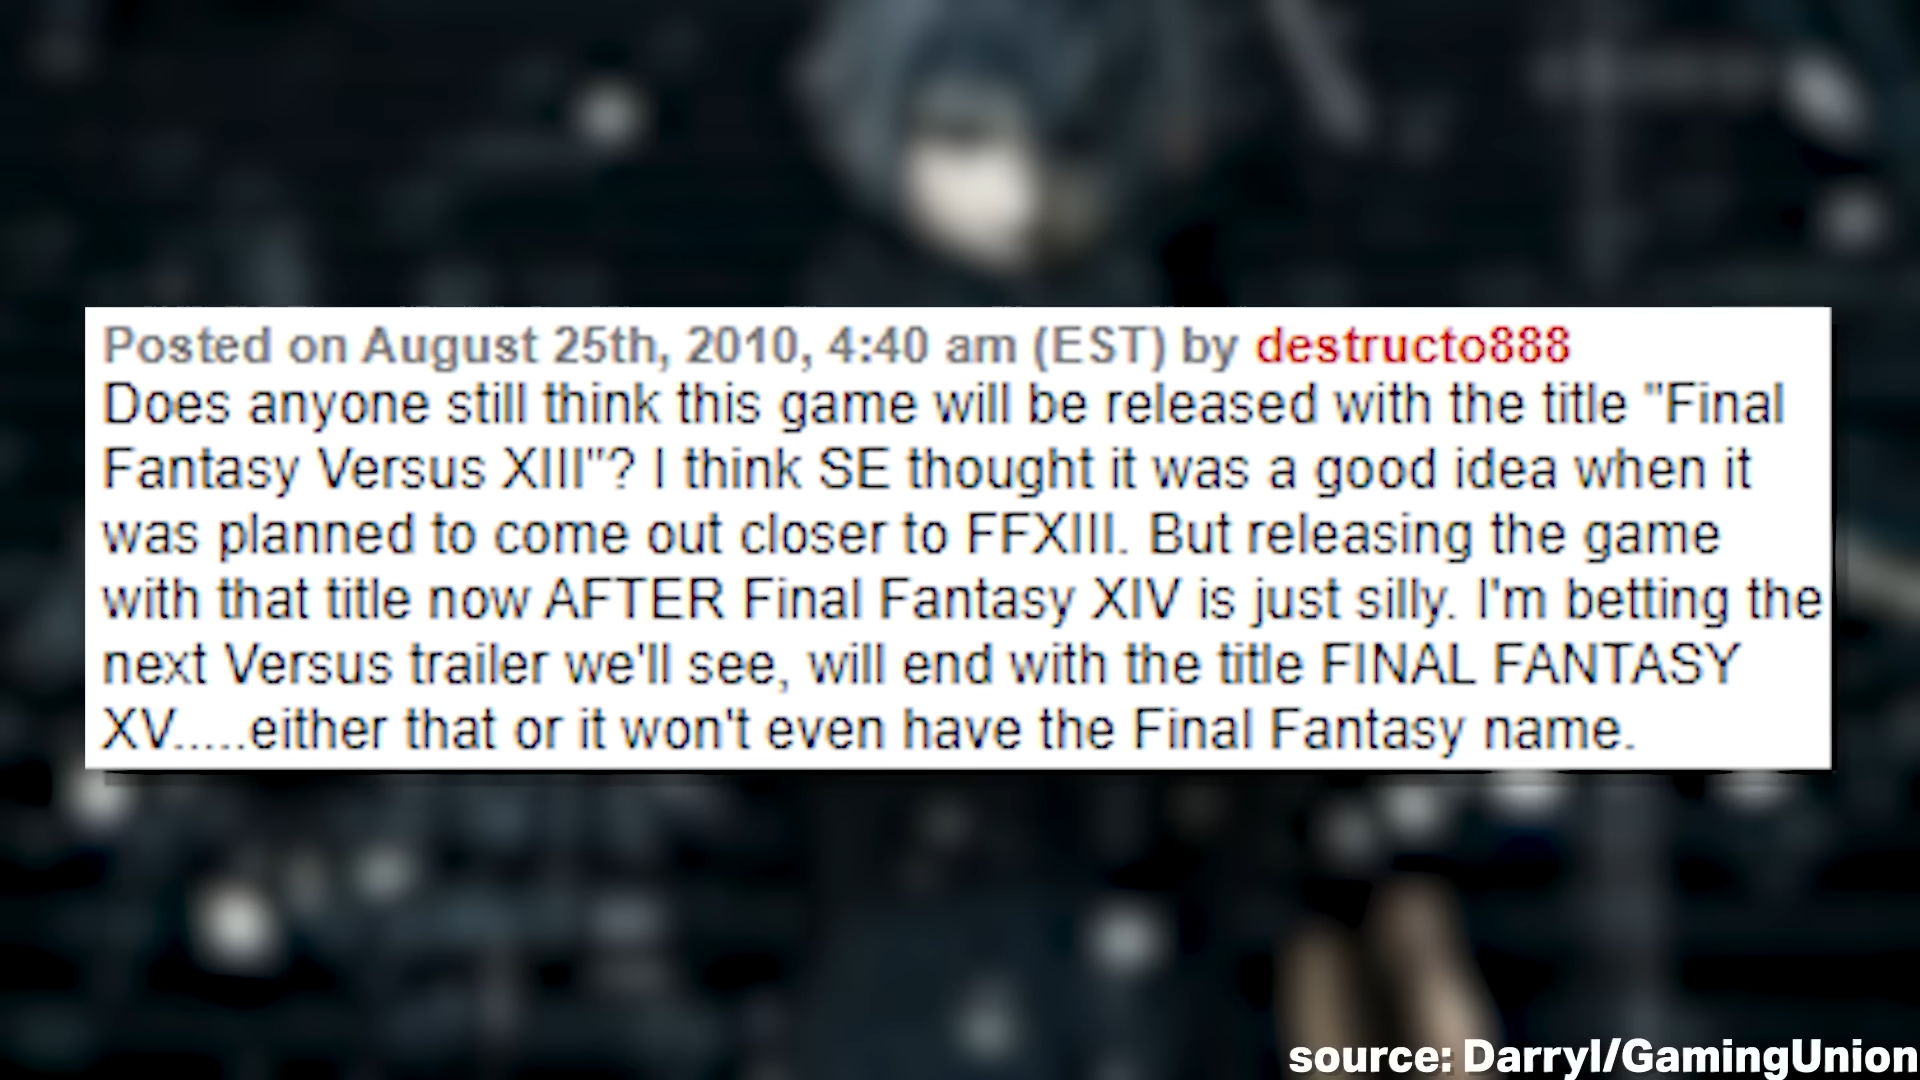 Posted on August 25th, 2010, 4:40 am (EST) by destructo888
Does anyone still think this game will be released with the title "Final
Fantasy Versus XIII"? I think SE thought it was a good idea when it
was planned to come out closer to FFXIII. But releasing the game
with that title now AFTER Final Fantasy XIV is just silly. I'm betting the
next Versus trailer we'll see, will end with the title FINAL FANTASY
XV.....either that or it won't even have the Final Fantasy name.
source: Darryl/GamingUnion